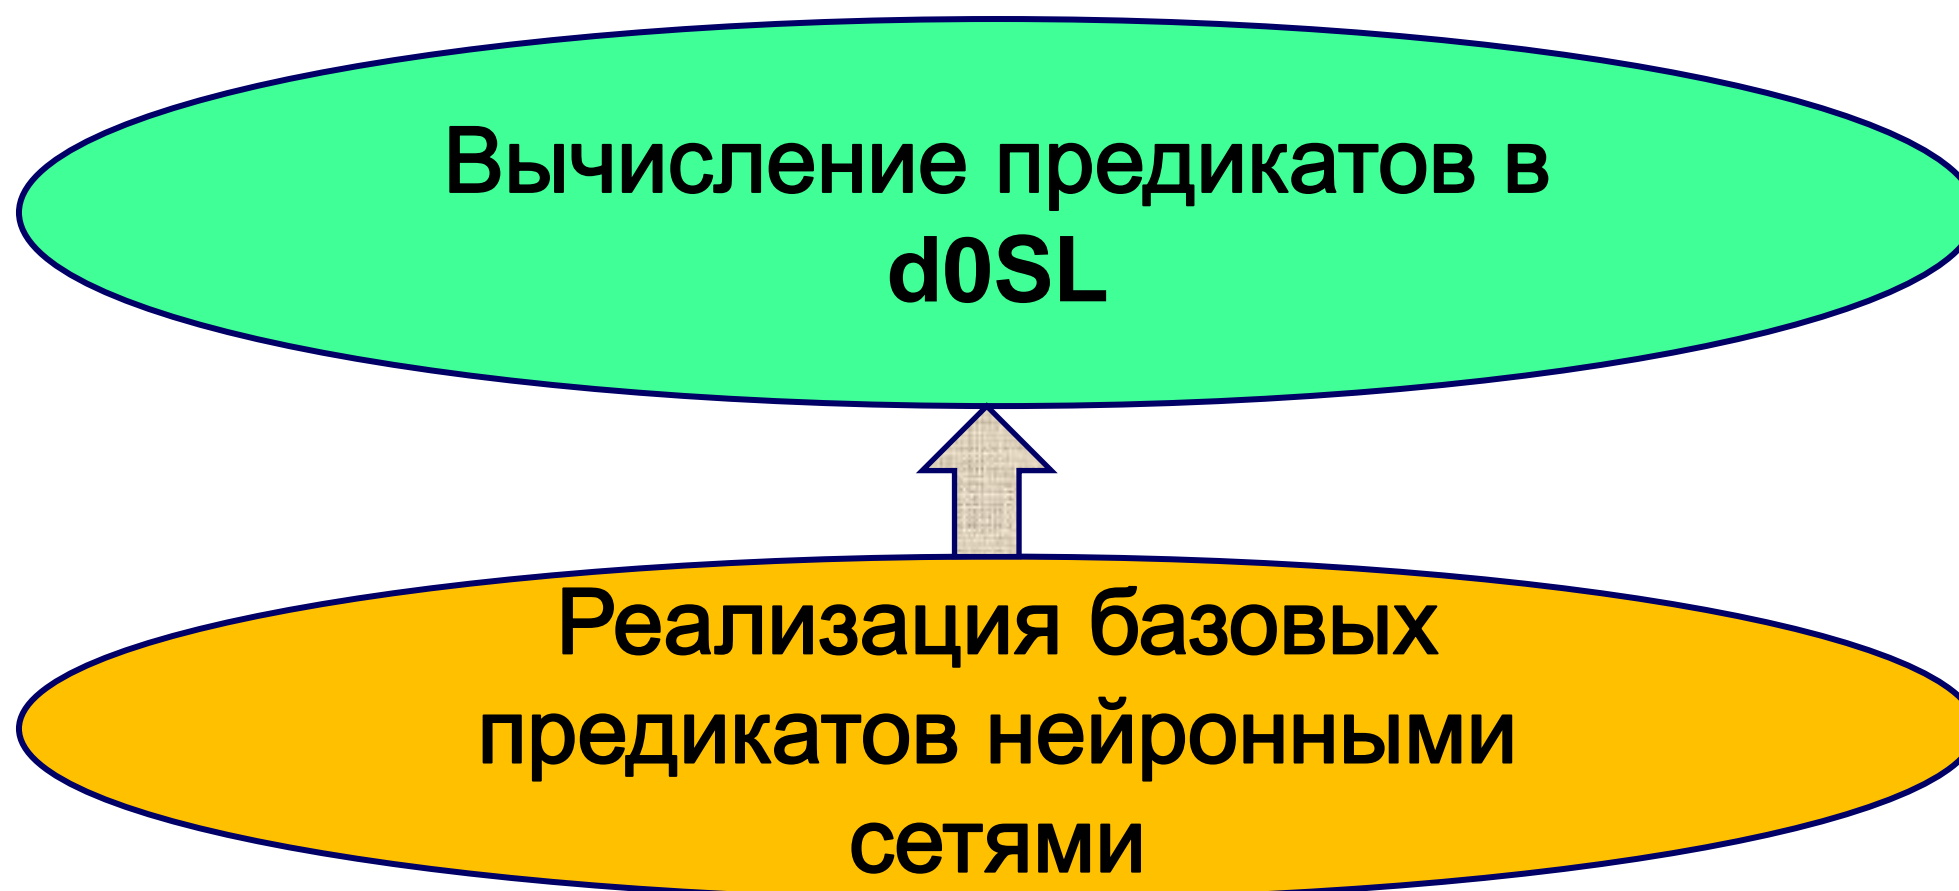 Вычисление предикатов в
d0SL
Реализация базовых
предикатов нейронными
сетями